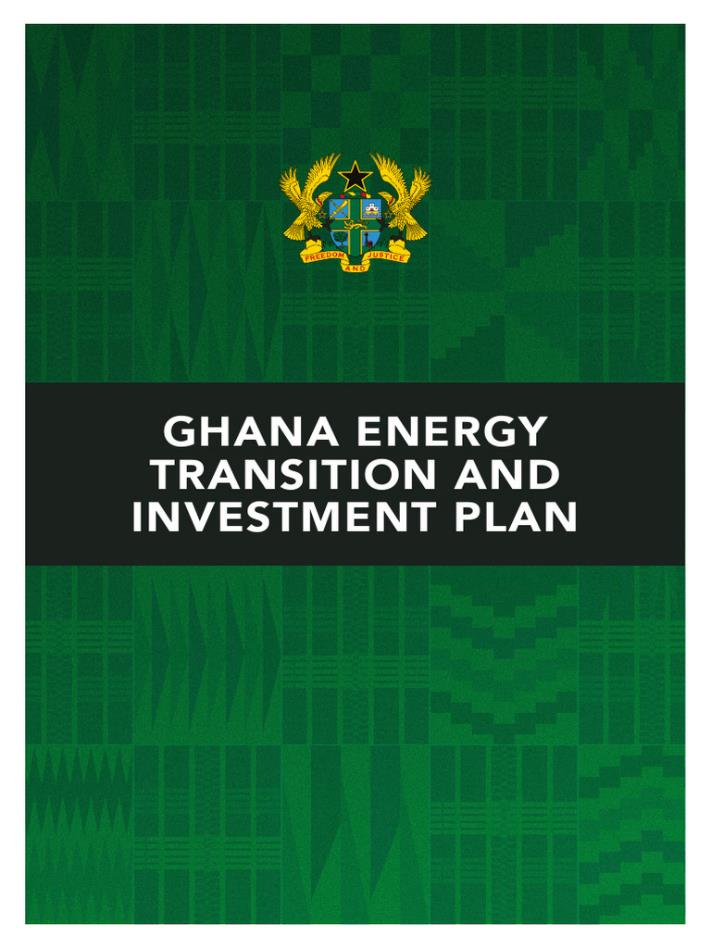 FREEDOM AND JUSTICE
GHANA ENERGY
TRANSITION AND
INVESTMENT PLAN